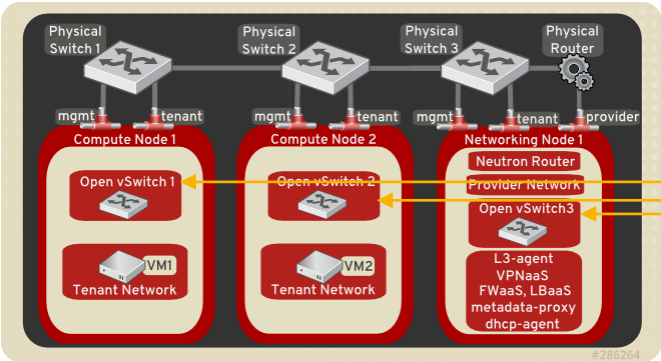 Physical
Switch 1
Physical
Switch 2
Physical
Switch 3
Physical
Router
mgmt
tenant
mgmt
tenant
mgmt
tenant
provider
Compute Node 1
Compute Node 2
Networking Node 1
Neutron Router
Open vSwitch 1
Open vSwitch 2
Provider Network
Open vSwitch3
VM1
Tenant Network
VM2
Tenant Network
L3-agent
VPNaaS
FWaaS, LBaaS
metadata-proxy
dhcp-agent
#286264